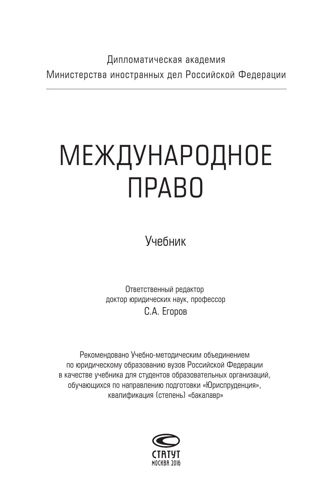 Дипломатическая академия
Министерства иностранных дел Российской Федерации
МЕЖДУНАРОДНОЕ
ПРАВО
Учебник
Ответственный редактор
доктор юридических наук, профессор
С.А. Егоров
Рекомендовано Учебно-методическим объединением
по юридическому образованию вузов Российской Федерации
в качестве учебника для студентов образовательных организаций,
обучающихся по направлению подготовки «Юриспруденция»,
квалификация (степень) «бакалавр»
СТАТУТ
МОСКВА 2016